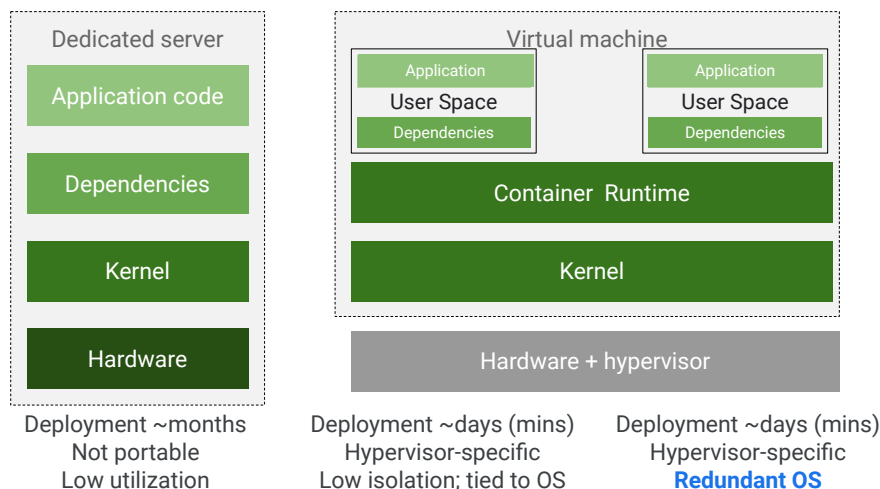 Dedicated server
Application code
Dependencies
Kernel
Hardware
Deployment ~months
Not portable
Low utilization
Virtual machine
Application
User Space
Dependencies
Application
User Space
Dependencies
Container Runtime
Kernel
Hardware + hypervisor
Deployment ~days (mins)
Hypervisor-specific
Low isolation; tied to OS
Deployment ~days (mins)
Hypervisor-specific
Redundant OS